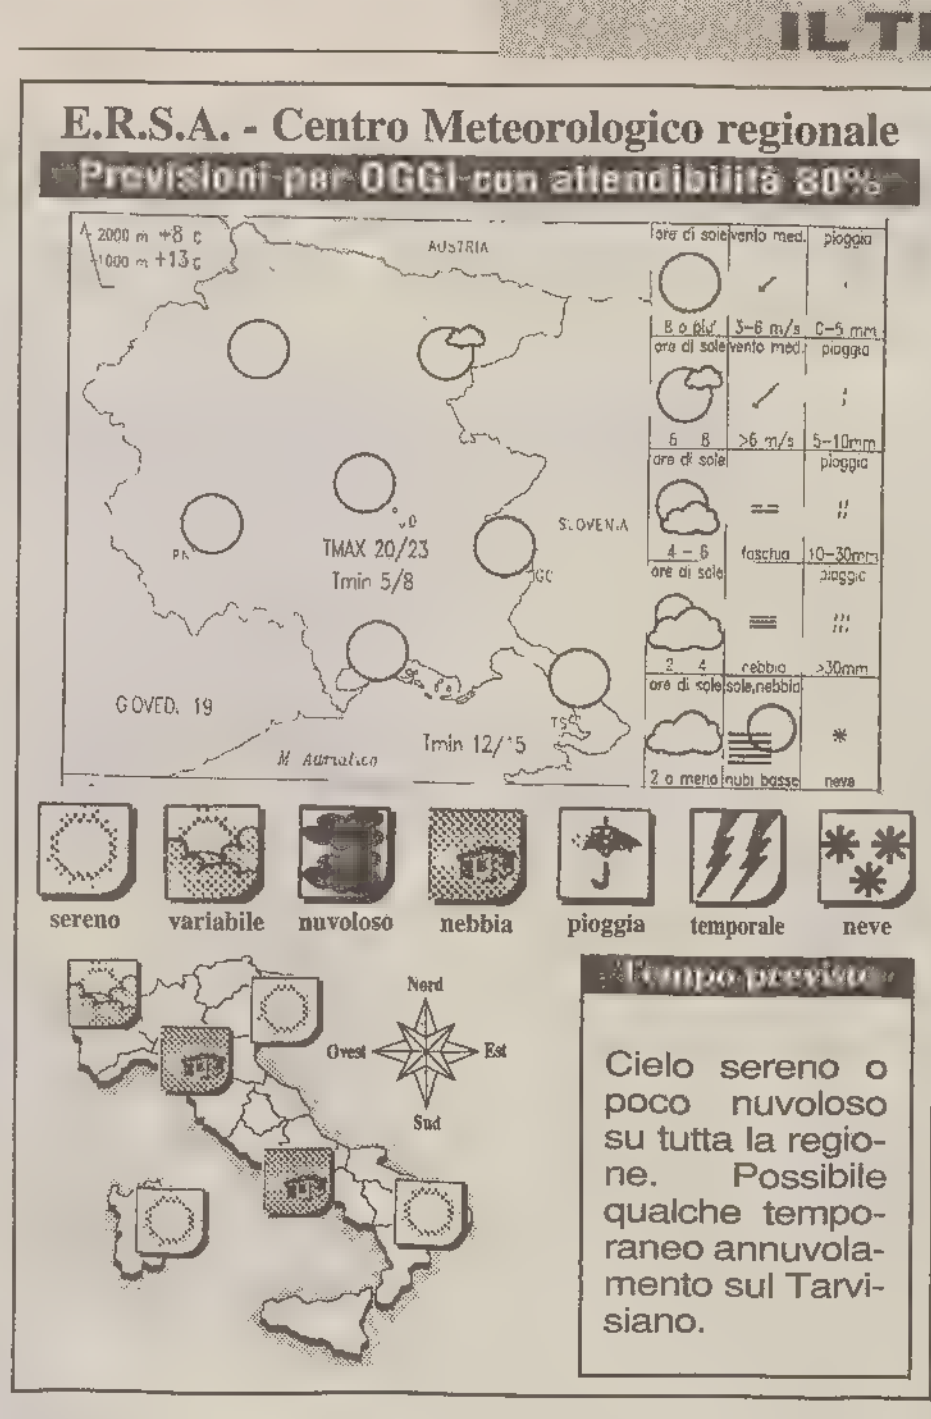 IL
E.R.S.A. - Centro Meteorologico regionale
Previsioni per OGGI con attendibilità 80%
2000 m +8 c
1000 m +13 c
AUSTRIA
PN
TMAX 20/23
Tmin 5/8
SLOVENIA
GC
GOVED. 19
M Adriatico
Tmin 12/15
TS
ore di sole vento med. pioggia
8 o piu' 3-6 m/s 0-5 mm
ore di sole vento med. pioggia
6 8 >6 m/s 5-10mm
ore di sole pioggia
4 - 6 foschia 10-30mm
ore di sole pioggia
2 4 nebbia >30mm
ore di sole sole,nebbia
2 o meno nubi basse neve
sereno variabile nuvoloso nebbia pioggia temporale neve
Nord
Ovest Est
Sud
Tempo previsto
Cielo sereno o
poco nuvoloso
su tutta la regio-
ne. Possibile
qualche tempo-
raneo annuvola-
mento sul Tarvi-
siano.